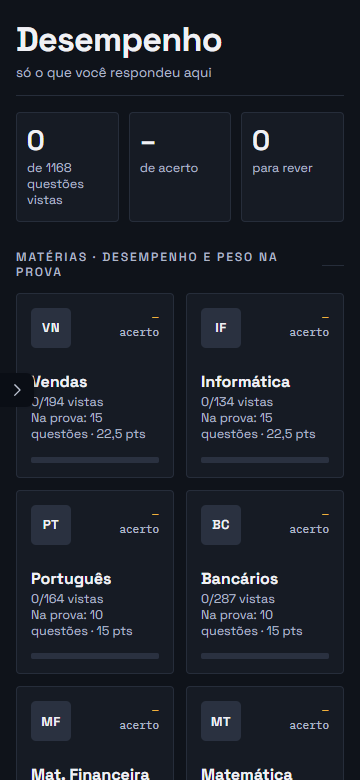 Desempenho
só o que você respondeu aqui
0
de 1168
questões
vistas
–
de acerto
0
para rever
MATÉRIAS · DESEMPENHO E PESO NA
PROVA
VN
–
acerto
Vendas
0/194 vistas
Na prova: 15
questões · 22,5 pts
IF
–
acerto
Informática
0/134 vistas
Na prova: 15
questões · 22,5 pts
PT
–
acerto
Português
0/164 vistas
Na prova: 10
questões · 15 pts
BC
–
acerto
Bancários
0/287 vistas
Na prova: 10
questões · 15 pts
MF
–
acerto
Mat. Financeira
MT
–
acerto
Matemática